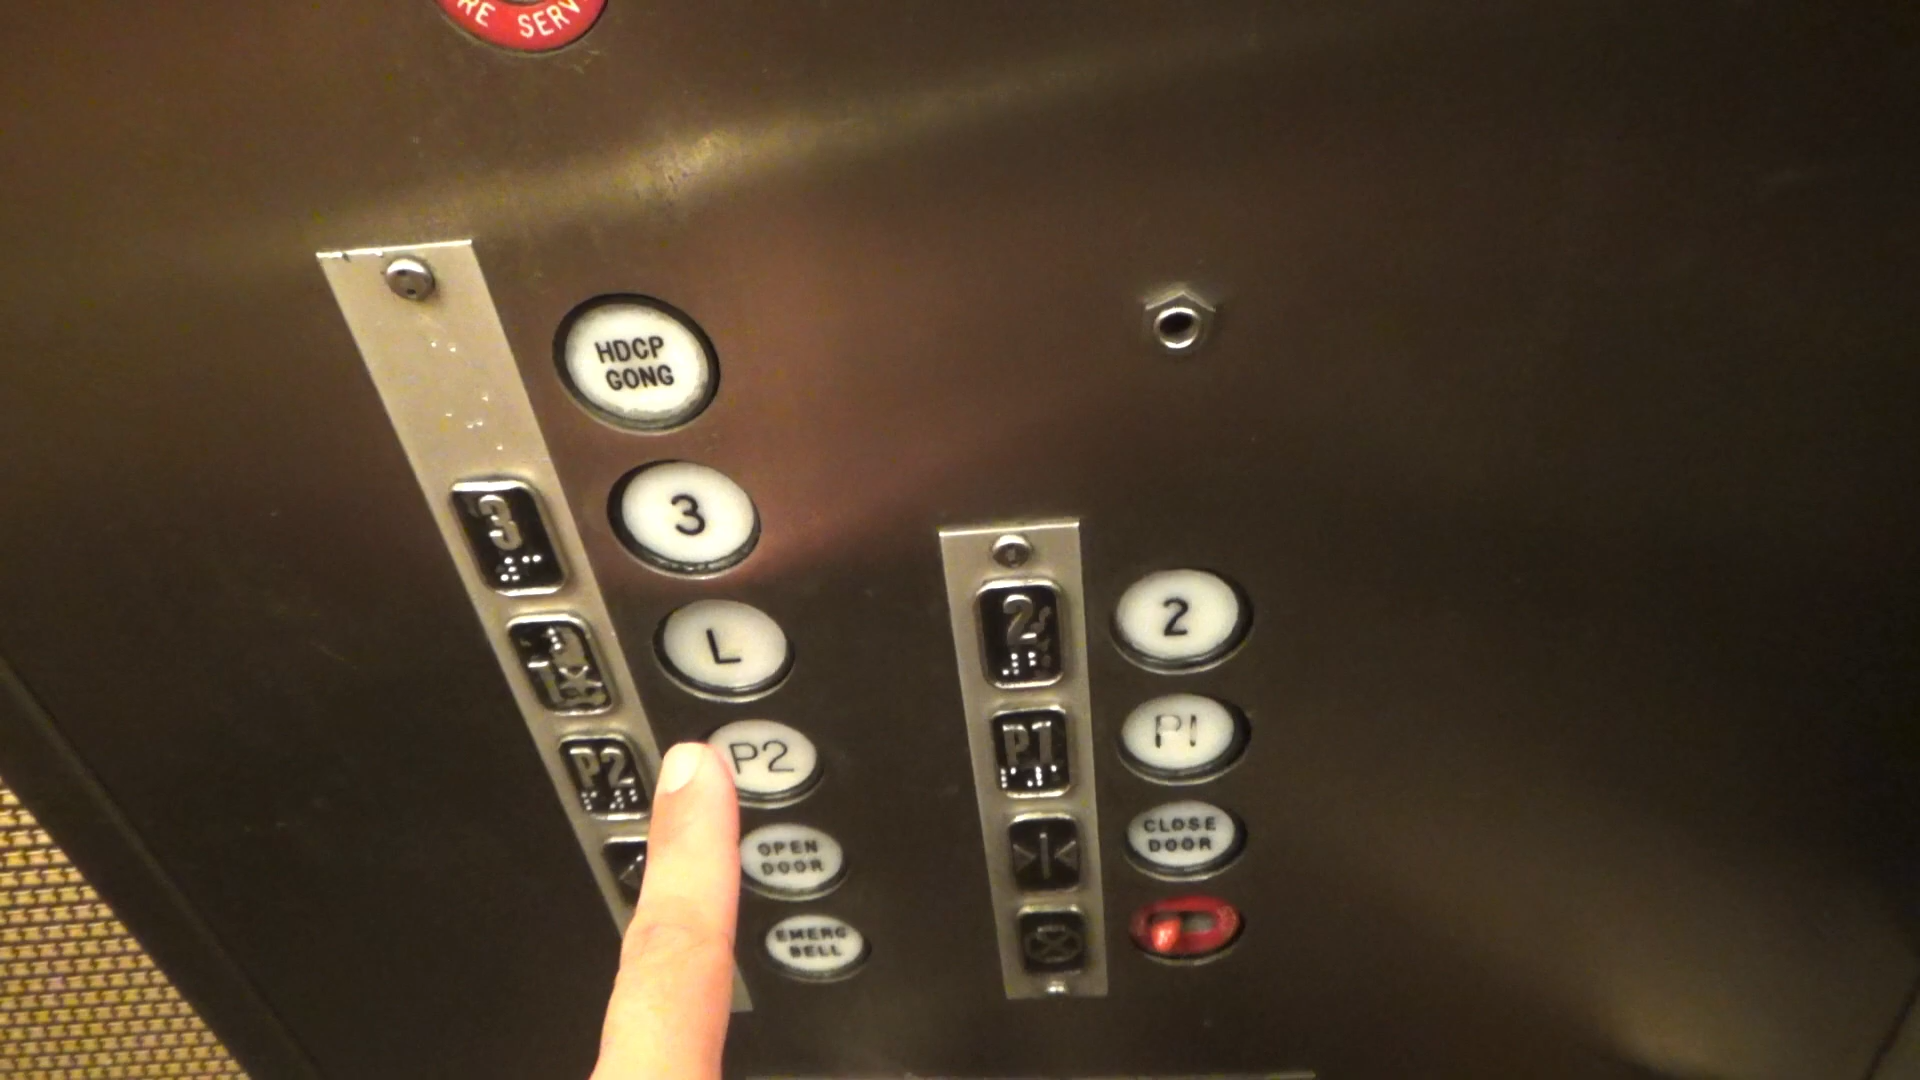 RE SERV
HDCP
GONG
3
3
L
2
2
P2
P2
P1
P1
OPEN
DOOR
CLOSE
DOOR
EMERG
BELL